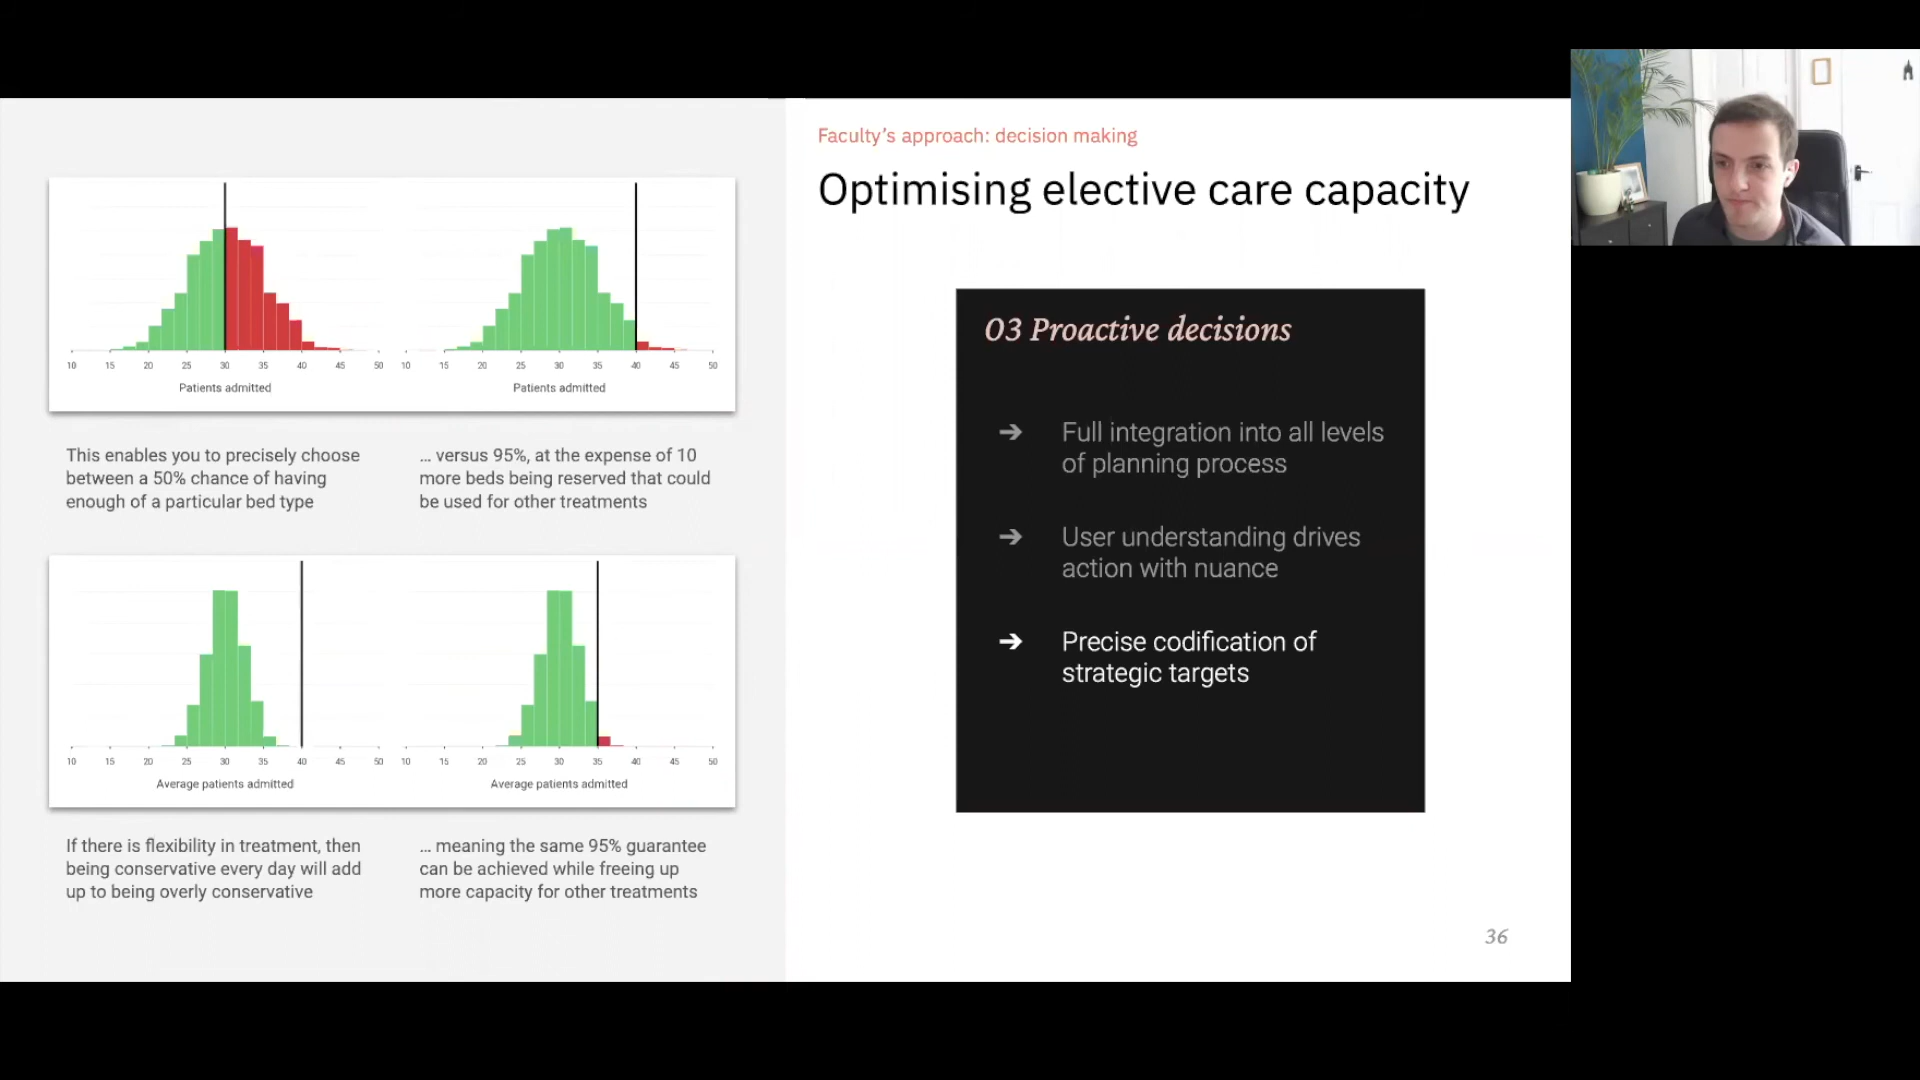 Faculty's approach: decision making
Optimising elective care capacity
10 15 20 25 30 35 40 45 50
Patients admitted
10 15 20 25 30 35 40 45 50
Patients admitted
This enables you to precisely choose
between a 50% chance of having
enough of a particular bed type
... versus 95%, at the expense of 10
more beds being reserved that could
be used for other treatments
10 15 20 25 30 35 40 45 50
Average patients admitted
10 15 20 25 30 35 40 45 50
Average patients admitted
If there is flexibility in treatment, then
being conservative every day will add
up to being overly conservative
... meaning the same 95% guarantee
can be achieved while freeing up
more capacity for other treatments
03 Proactive decisions
➔ Full integration into all levels
of planning process
➔ User understanding drives
action with nuance
➔ Precise codification of
strategic targets
36